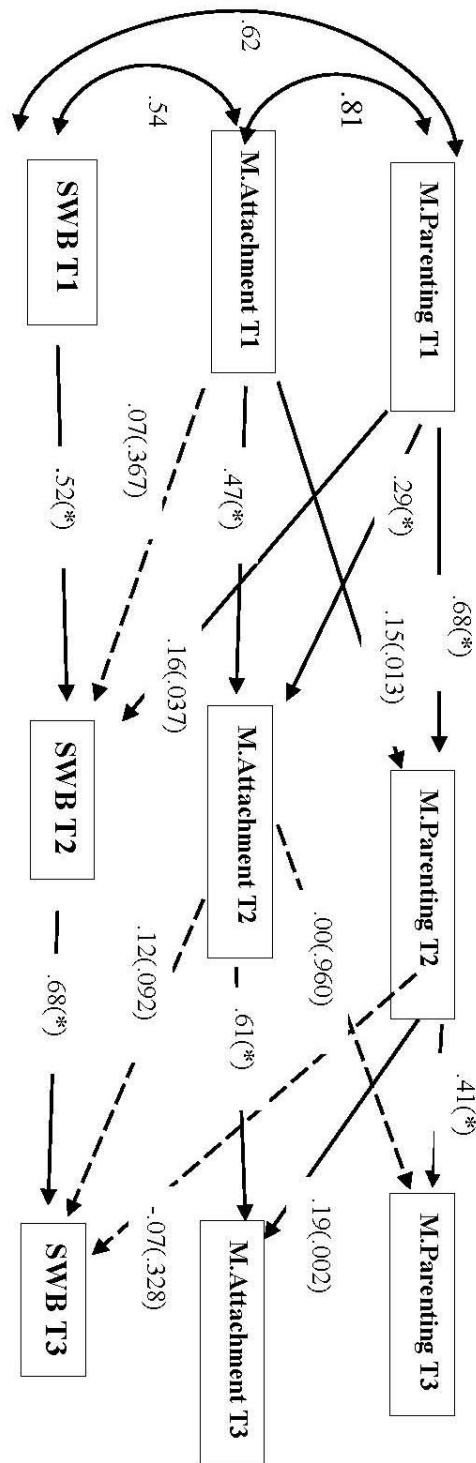 .62
.54
.81
M.Parenting T1
.68(*)
M.Parenting T2
.41(*)
M.Parenting T3
.29(*)
.15(.013)
.00(.960)
.19(.002)
M.Attachment T1
.47(*)
M.Attachment T2
.61(*)
M.Attachment T3
.07(.367)
.16(.037)
.12(.092)
-.07(.328)
SWB T1
.52(*)
SWB T2
.68(*)
SWB T3